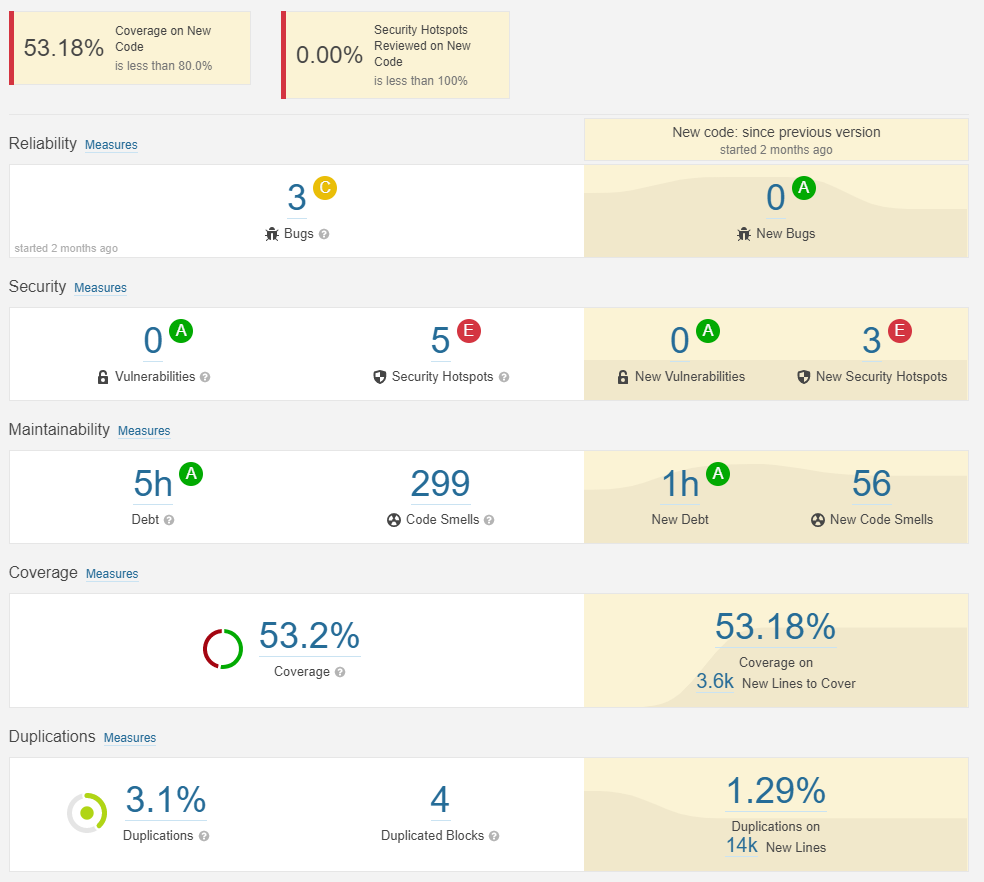 53.18%
Coverage on New
Code
is less than 80.0%
0.00%
Security Hotspots
Reviewed on New
Code
is less than 100%
Reliability Measures
New code: since previous version
started 2 months ago
3 C
Bugs ?
started 2 months ago
0 A
New Bugs
Security Measures
0 A
Vulnerabilities ?
5 E
Security Hotspots ?
0 A
New Vulnerabilities
3 E
New Security Hotspots
Maintainability Measures
5h A
Debt ?
299
Code Smells ?
1h A
New Debt
56
New Code Smells
Coverage Measures
53.2%
Coverage ?
53.18%
Coverage on
3.6k New Lines to Cover
Duplications Measures
3.1%
Duplications ?
4
Duplicated Blocks ?
1.29%
Duplications on
14k New Lines